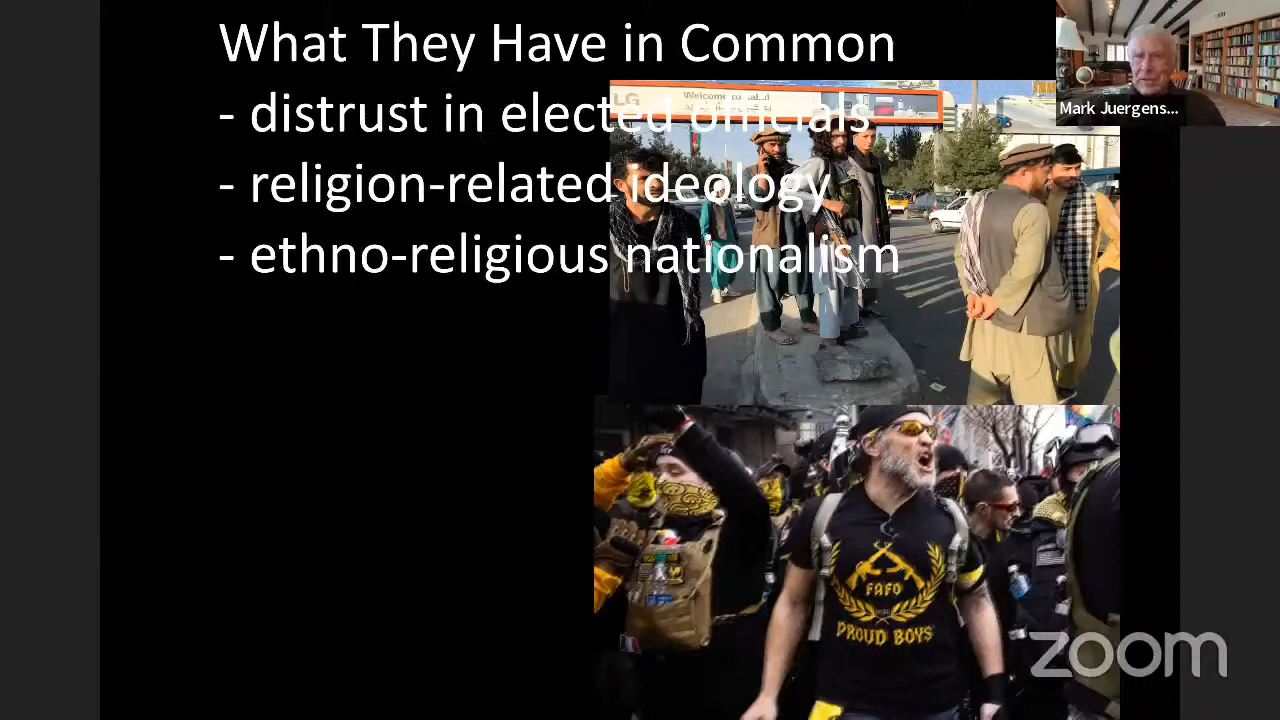 What They Have in Common
- distrust in elected officials
- religion-related ideology
- ethno-religious nationalism
Mark Juergens...
LG
Welcome to
FAFO
PROUD BOYS
zoom